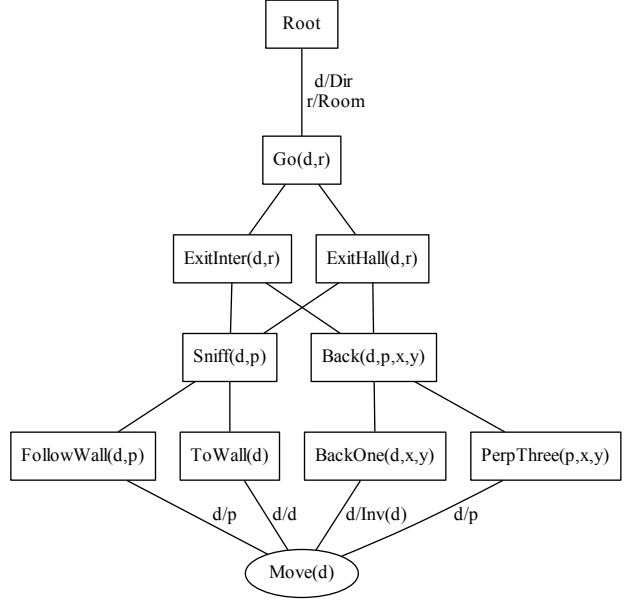 Root
d/Dir
r/Room
Go(d,r)
ExitInter(d,r)
ExitHall(d,r)
Sniff(d,p)
Back(d,p,x,y)
FollowWall(d,p)
ToWall(d)
BackOne(d,x,y)
PerpThree(p,x,y)
d/p
d/d
d/Inv(d)
d/p
Move(d)